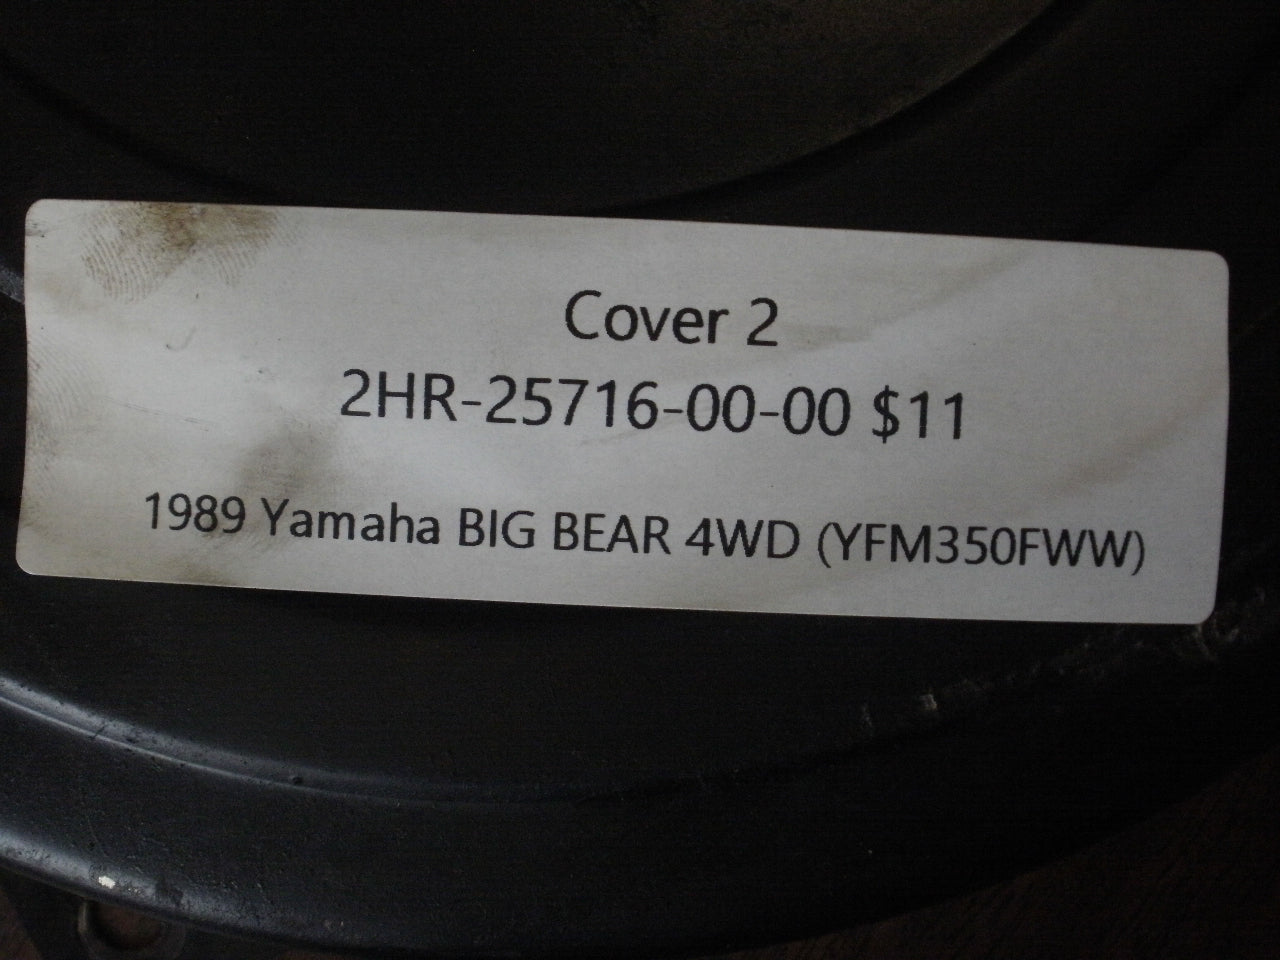 Cover 2
2HR-25716-00-00 $11
1989 Yamaha BIG BEAR 4WD (YFM350FWW)